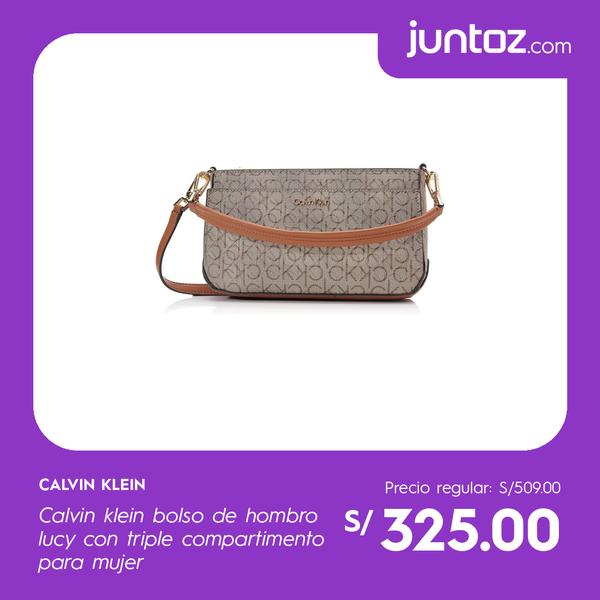 juntoz.com
Calvin Klein
CALVIN KLEIN
Calvin klein bolso de hombro
lucy con triple compartimento
para mujer
Precio regular: S/509.00
S/ 325.00